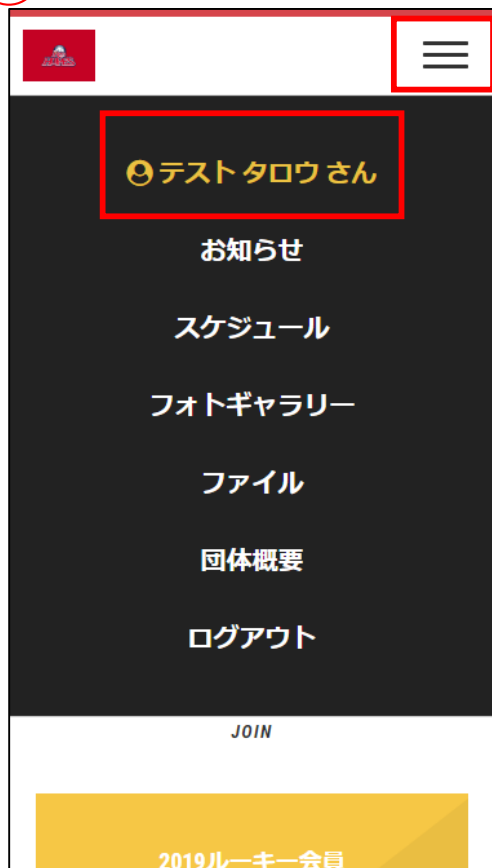 テスト タロウ さん
お知らせ
スケジュール
フォトギャラリー
ファイル
団体概要
ログアウト
JOIN
2019ルーキー会員